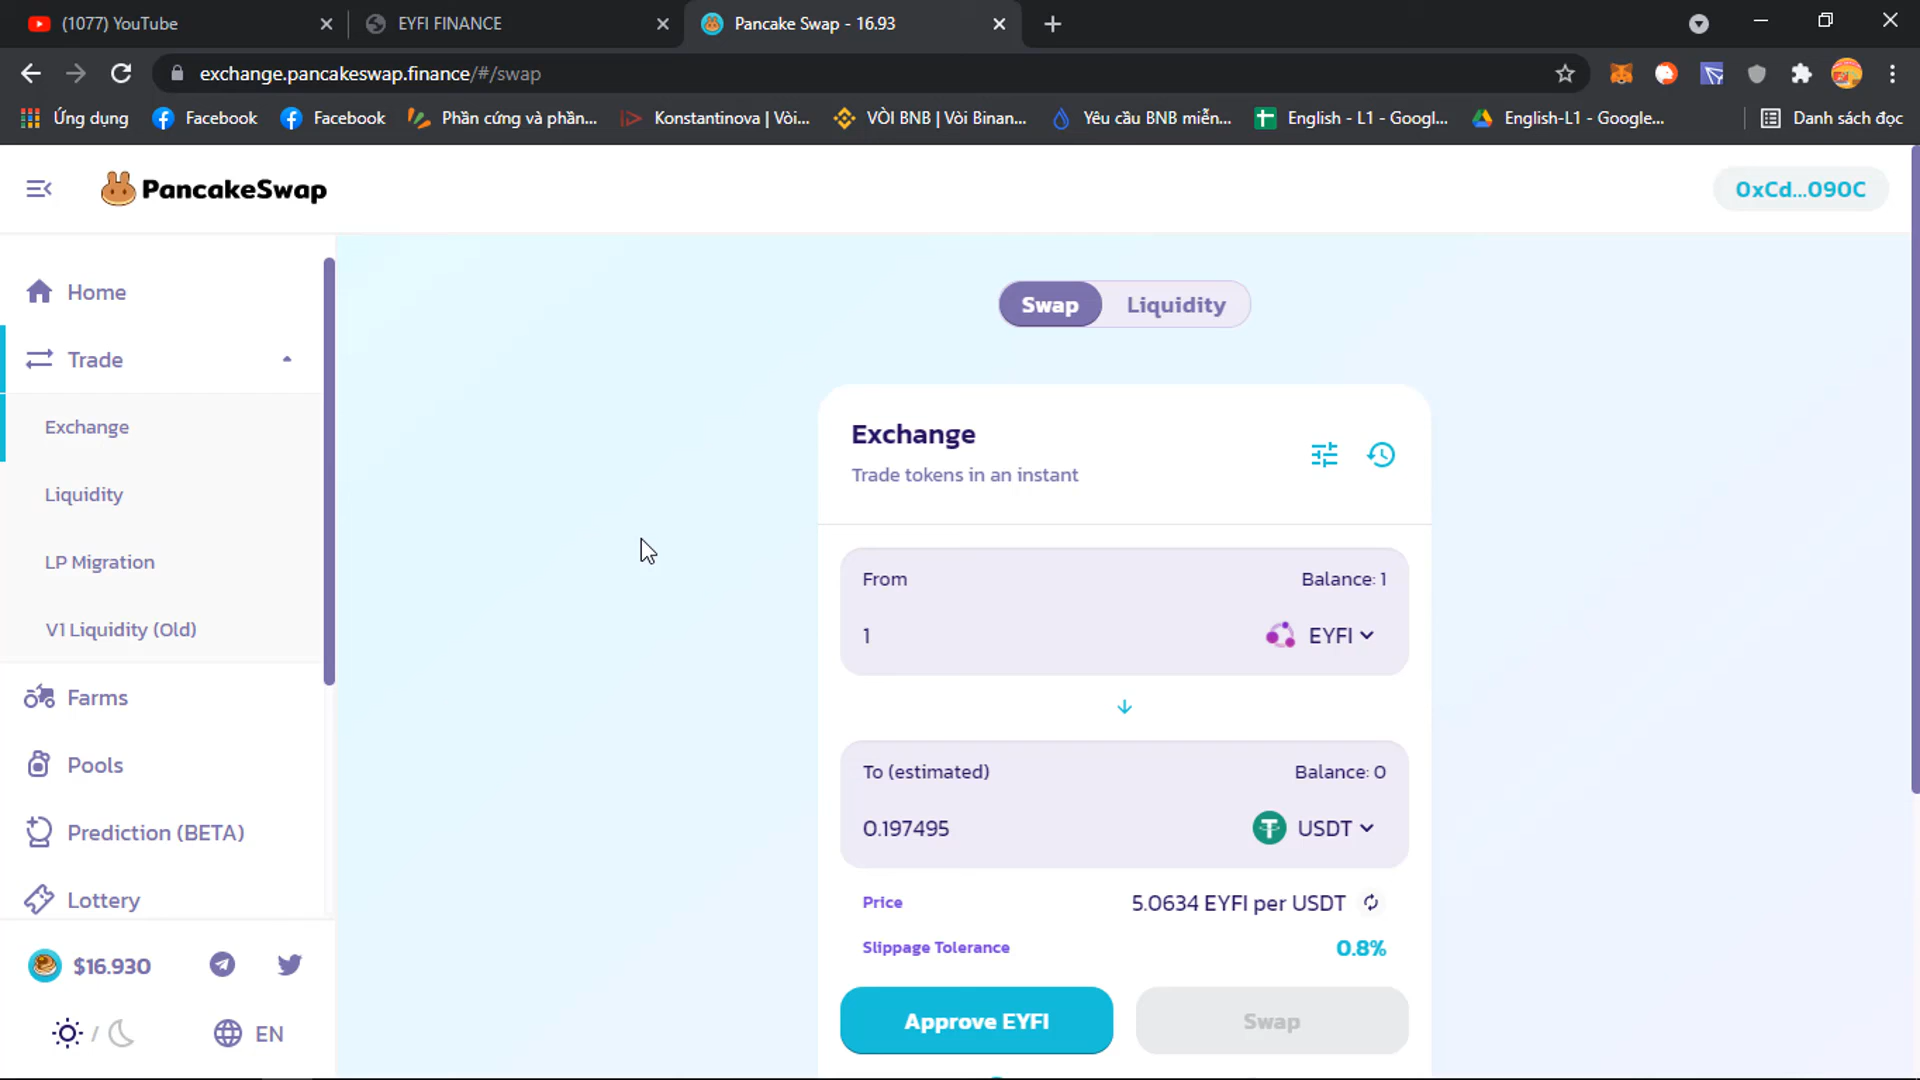 (1077) YouTube
EYFI FINANCE
Pancake Swap - 16.93
exchange.pancakeswap.finance/#/swap
Ứng dụng
Facebook
Facebook
Phần cứng và phần...
Konstantinova | Vòi...
VÒI BNB | Vòi Binan...
Yêu cầu BNB miễn...
English - L1 - Googl...
English-L1 - Google...
Danh sách đọc
PancakeSwap
0xCd...090C
Home
Trade
Exchange
Liquidity
LP Migration
V1 Liquidity (Old)
Farms
Pools
Prediction (BETA)
Lottery
$16.930
/
EN
Swap
Liquidity
Exchange
Trade tokens in an instant
From
Balance: 1
1
EYFI
To (estimated)
Balance: 0
0.197495
USDT
Price
5.0634 EYFI per USDT
Slippage Tolerance
0.8%
Approve EYFI
Swap